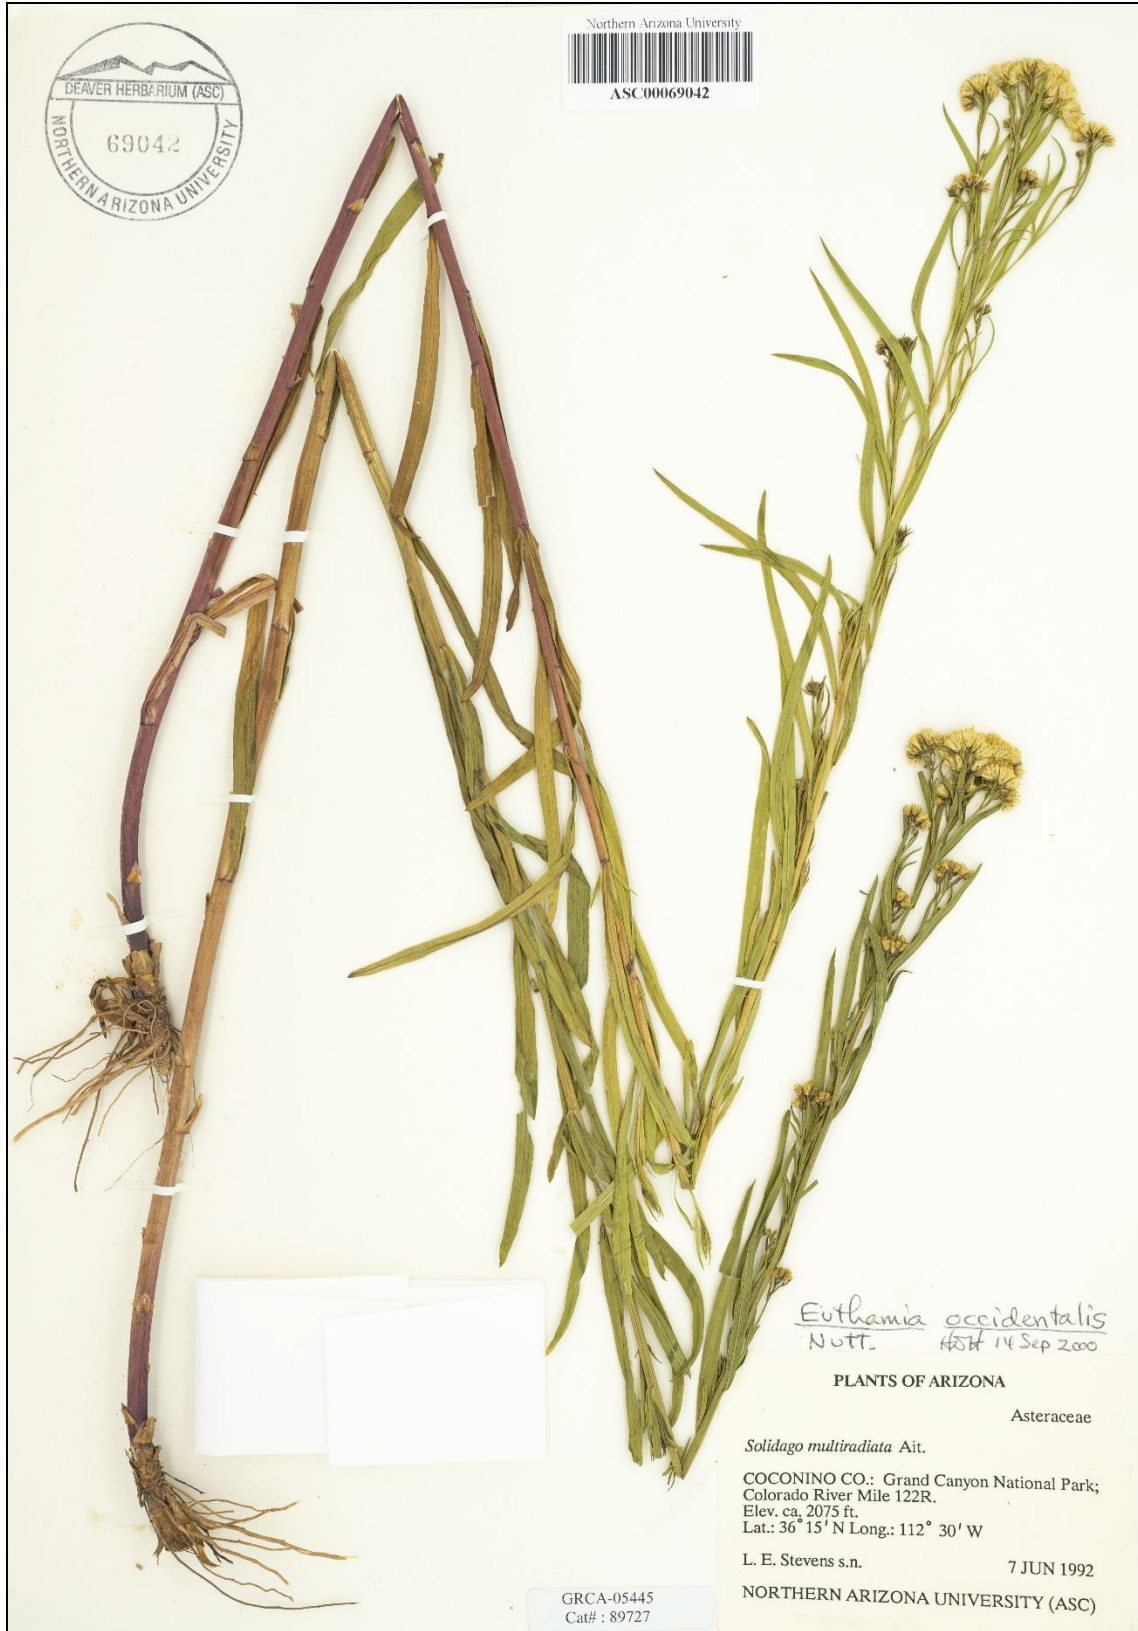 Northern Arizona University
ASC00069042
DEAVER HERBARIUM (ASC)
69042
NORTHERN ARIZONA UNIVERSITY
Euthamia occidentalis
Nutt. 14 Sep 2000
PLANTS OF ARIZONA
Asteraceae
Solidago multiradiata Ait.
COCONINO CO.: Grand Canyon National Park;
Colorado River Mile 122R.
Elev. ca. 2075 ft.
Lat.: 36° 15' N Long.: 112° 30' W
L. E. Stevens s.n. 7 JUN 1992
NORTHERN ARIZONA UNIVERSITY (ASC)
GRCA-05445
Cat# : 89727